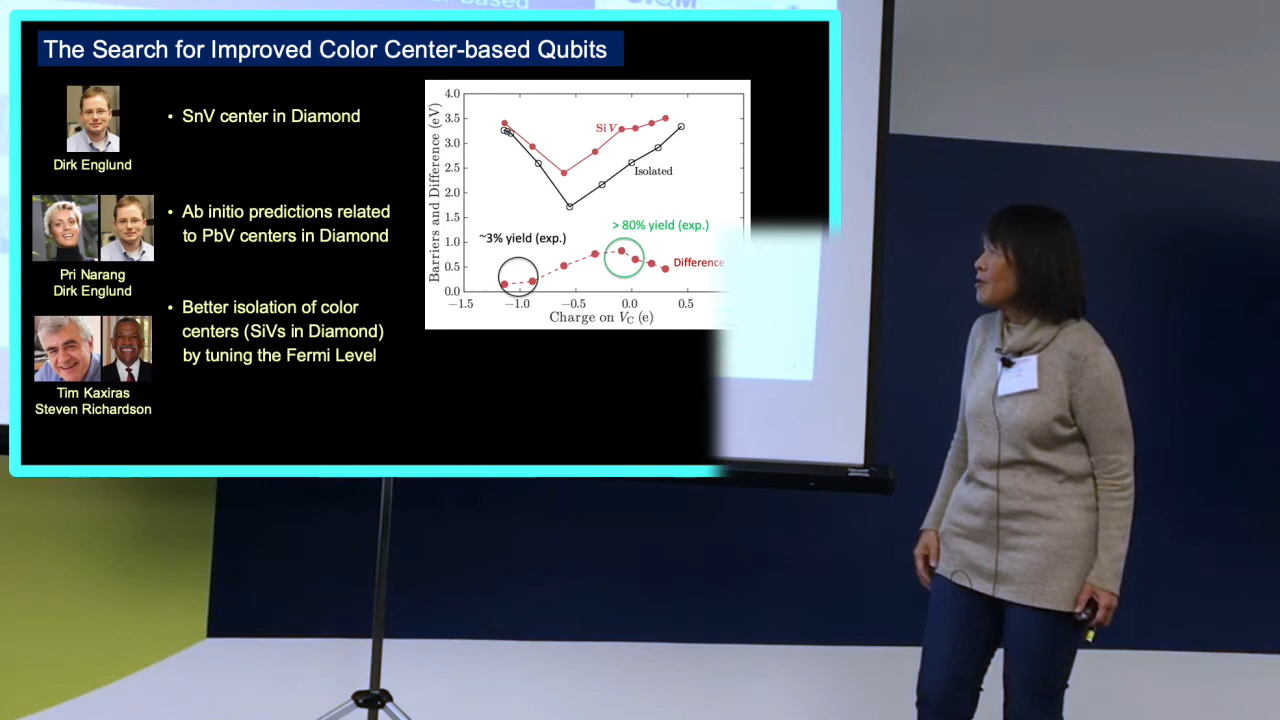 The Search for Improved Color Center-based Qubits
• SnV center in Diamond
Dirk Englund
• Ab initio predictions related
to PbV centers in Diamond
Pri Narang
Dirk Englund
• Better isolation of color
centers (SiVs in Diamond)
by tuning the Fermi Level
Tim Kaxiras
Steven Richardson
Barriers and Difference (eV)
4.0
3.5
3.0
2.5
2.0
1.5
1.0
0.5
0.0
SiV
Isolated
> 80% yield (exp.)
~3% yield (exp.)
Difference
−1.5
−1.0
−0.5
0.0
0.5
Charge on VC (e)